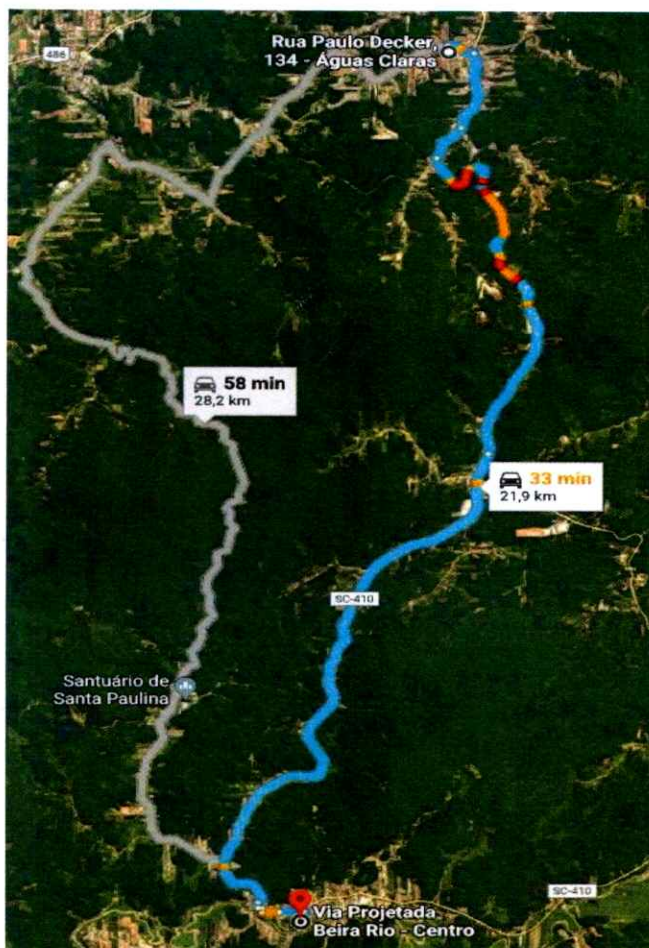 486
Rua Paulo Decker,
134 - Águas Claras
58 min
28,2 km
33 min
21,9 km
SC-410
Santuário de
Santa Paulina
SC-410
Via Projetada
Beira Rio - Centro